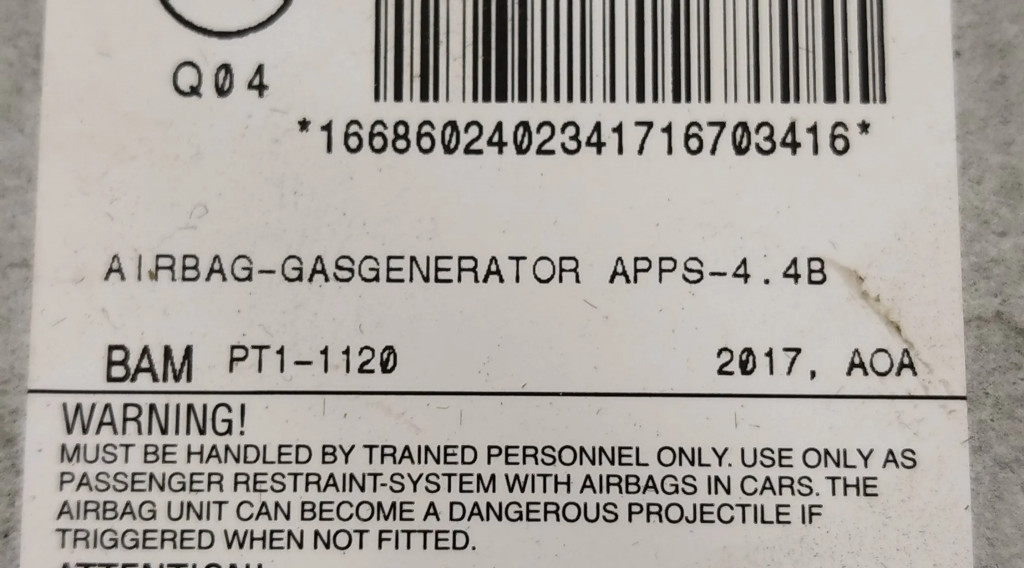 Q04
*1668602402341716703416*
AIRBAG-GASGENERATOR APPS-4.4B
BAM PT1-1120 2017, AOA
WARNING!
MUST BE HANDLED BY TRAINED PERSONNEL ONLY. USE ONLY AS
PASSENGER RESTRAINT-SYSTEM WITH AIRBAGS IN CARS. THE
AIRBAG UNIT CAN BECOME A DANGEROUS PROJECTILE IF
TRIGGERED WHEN NOT FITTED.
ATTENTION!